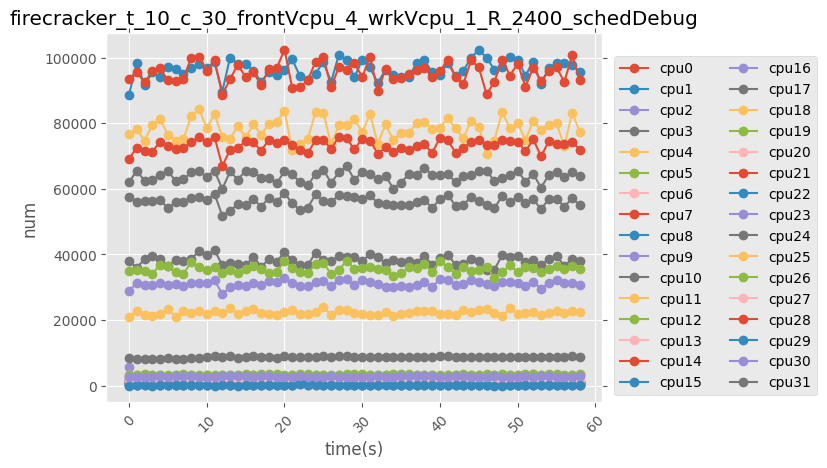 firecracker_t_10_c_30_frontVcpu_4_wrkVcpu_1_R_2400_schedDebug
100000
80000
60000
40000
20000
0
num
0
10
20
30
40
50
60
time(s)
cpu0
cpu1
cpu2
cpu3
cpu4
cpu5
cpu6
cpu7
cpu8
cpu9
cpu10
cpu11
cpu12
cpu13
cpu14
cpu15
cpu16
cpu17
cpu18
cpu19
cpu20
cpu21
cpu22
cpu23
cpu24
cpu25
cpu26
cpu27
cpu28
cpu29
cpu30
cpu31